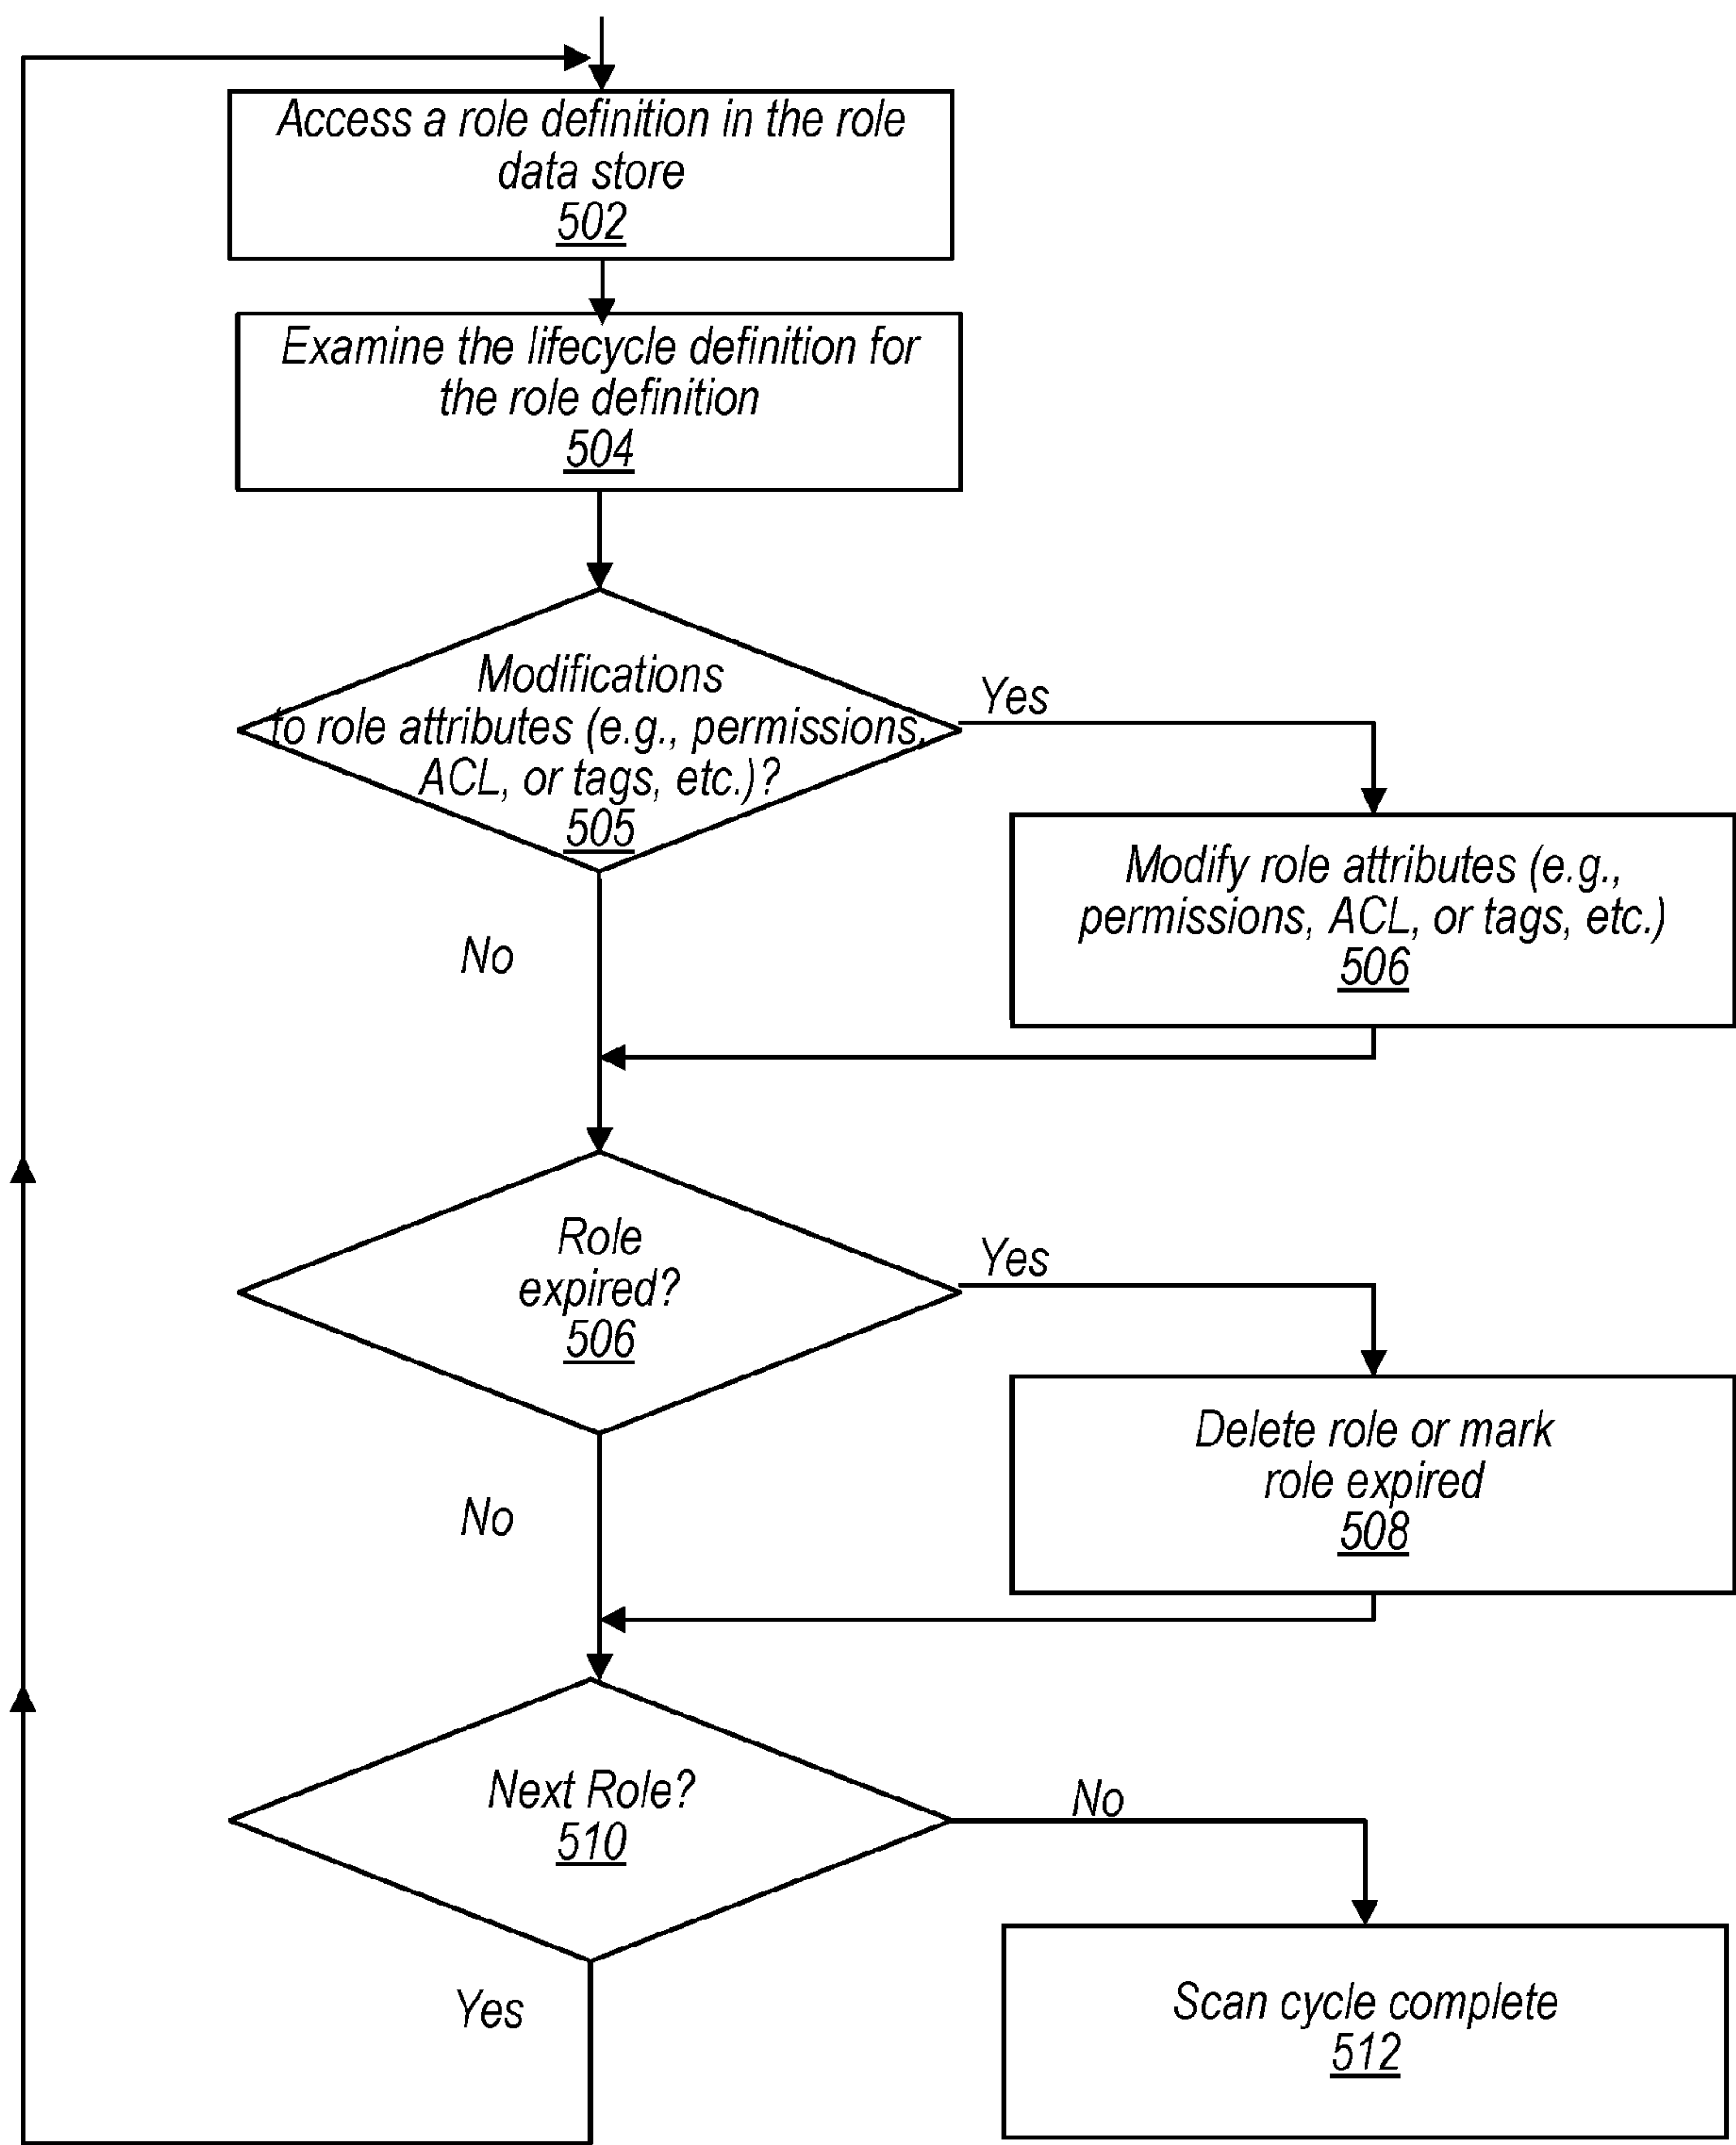 Access a role definition in the role
data store
502
Examine the lifecycle definition for
the role definition
504
Modifications
to role attributes (e.g., permissions,
ACL, or tags, etc.)?
505
Yes
Modify role attributes (e.g.,
permissions, ACL, or tags, etc.)
506
No
Role
expired?
506
Yes
Delete role or mark
role expired
508
No
Next Role?
510
No
Yes
Scan cycle complete
512